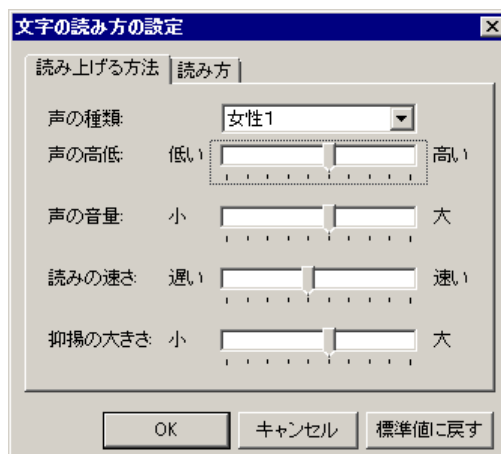 文字の読み方の設定
読み上げる方法 読み方
声の種類: 女性1
声の高低: 低い 高い
声の音量: 小 大
読みの速さ: 遅い 速い
抑揚の大きさ: 小 大
OK キャンセル 標準値に戻す